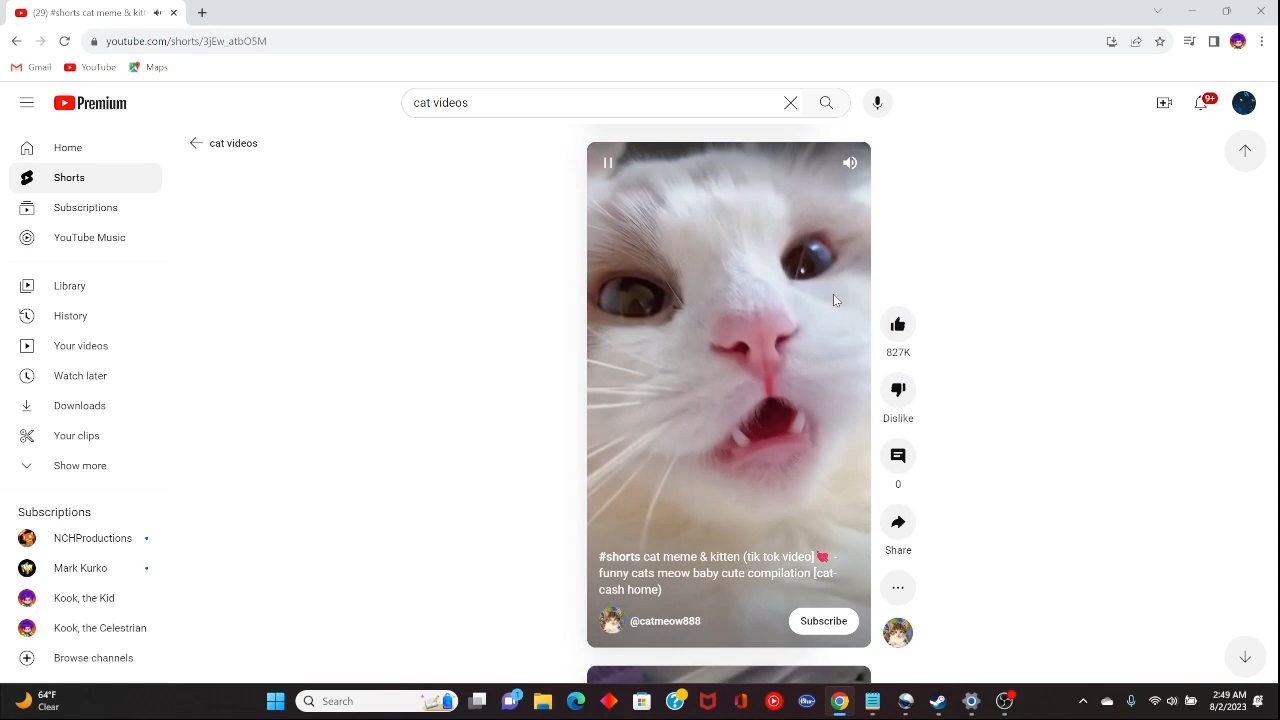 (29) #shorts cat meme & kitt
youtube.com/shorts/3jEw_atbO5M
Gmail YouTube Maps
Premium
cat videos
9+
cat videos
Home
Shorts
Subscriptions
YouTube Music
Library
History
Your videos
Watch later
Downloads
Your clips
Show more
Subscriptions
NCHProductions
Mark Kurko
Kook, the Kid
Kook, the Celestrian
Browse channels
827K
Dislike
0
Share
#shorts cat meme & kitten (tik tok video]💘 -
funny cats meow baby cute compilation [cat-
cash home)
@catmeow888
Subscribe
64°F
Clear
Search
2:49 AM
8/2/2023